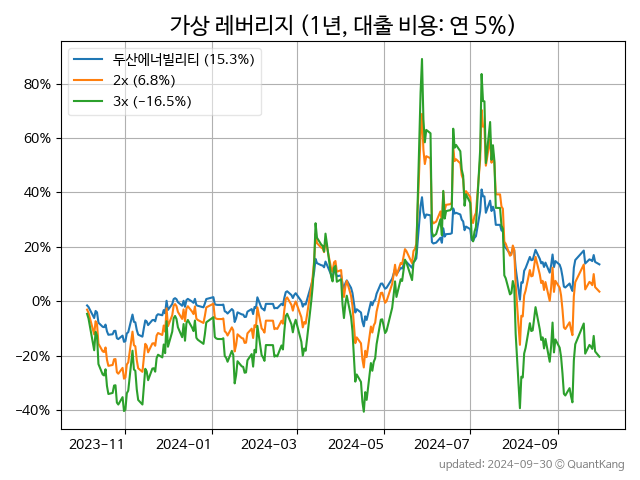 가상 레버리지 (1년, 대출 비용: 연 5%)
두산에너빌리티 (15.3%)
2x (6.8%)
3x (−16.5%)
80%
60%
40%
20%
0%
−20%
−40%
2023−11
2024−01
2024−03
2024−05
2024−07
2024−09
updated: 2024-09-30 © QuantKang